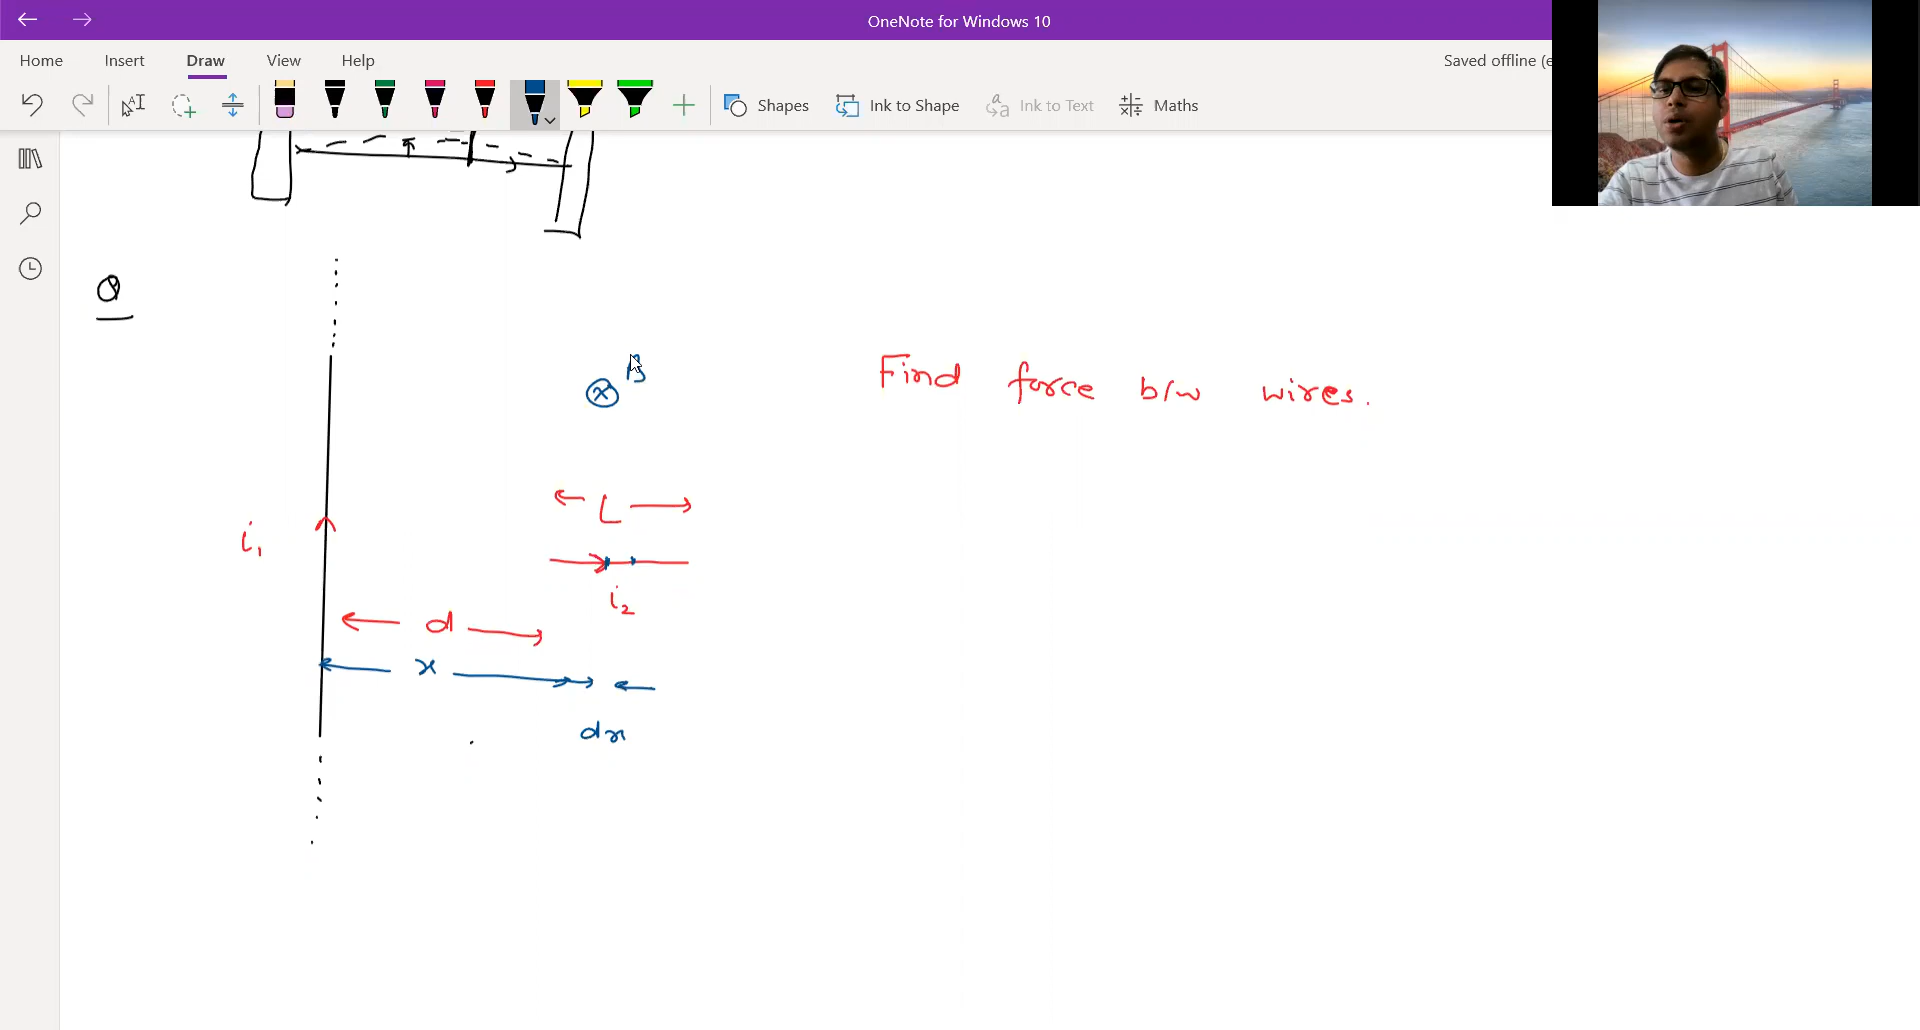 OneNote for Windows 10
Home Insert Draw View Help
Saved offline (e
Shapes Ink to Shape Ink to Text Maths
Q
B
Find force b/w wires.
L
i₁
i₂
d
x
dx